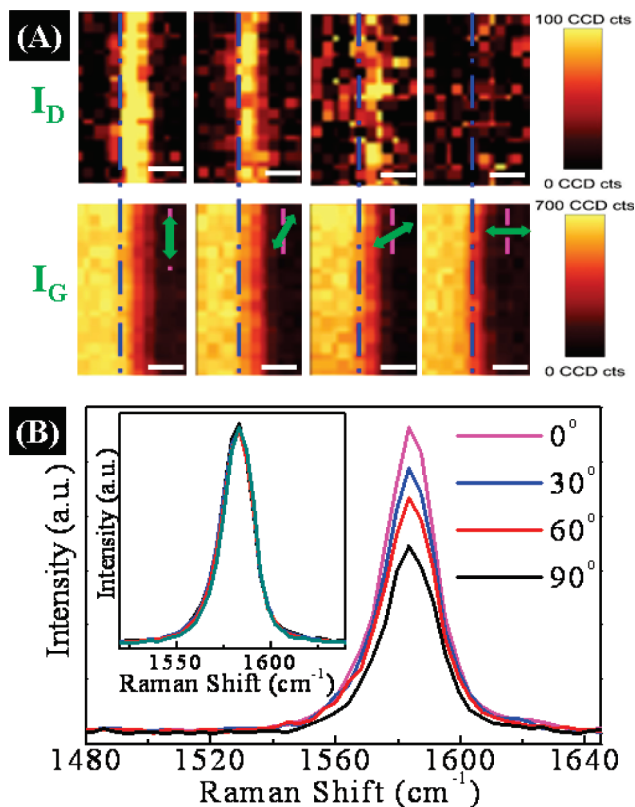 (A)
100 CCD cts
I_D
0 CCD cts
700 CCD cts
I_G
0 CCD cts
(B)
Intensity (a.u.)
Intensity (a.u.)
1550 1600
Raman Shift (cm⁻¹)
0°
30°
60°
90°
1480 1520 1560 1600 1640
Raman Shift (cm⁻¹)